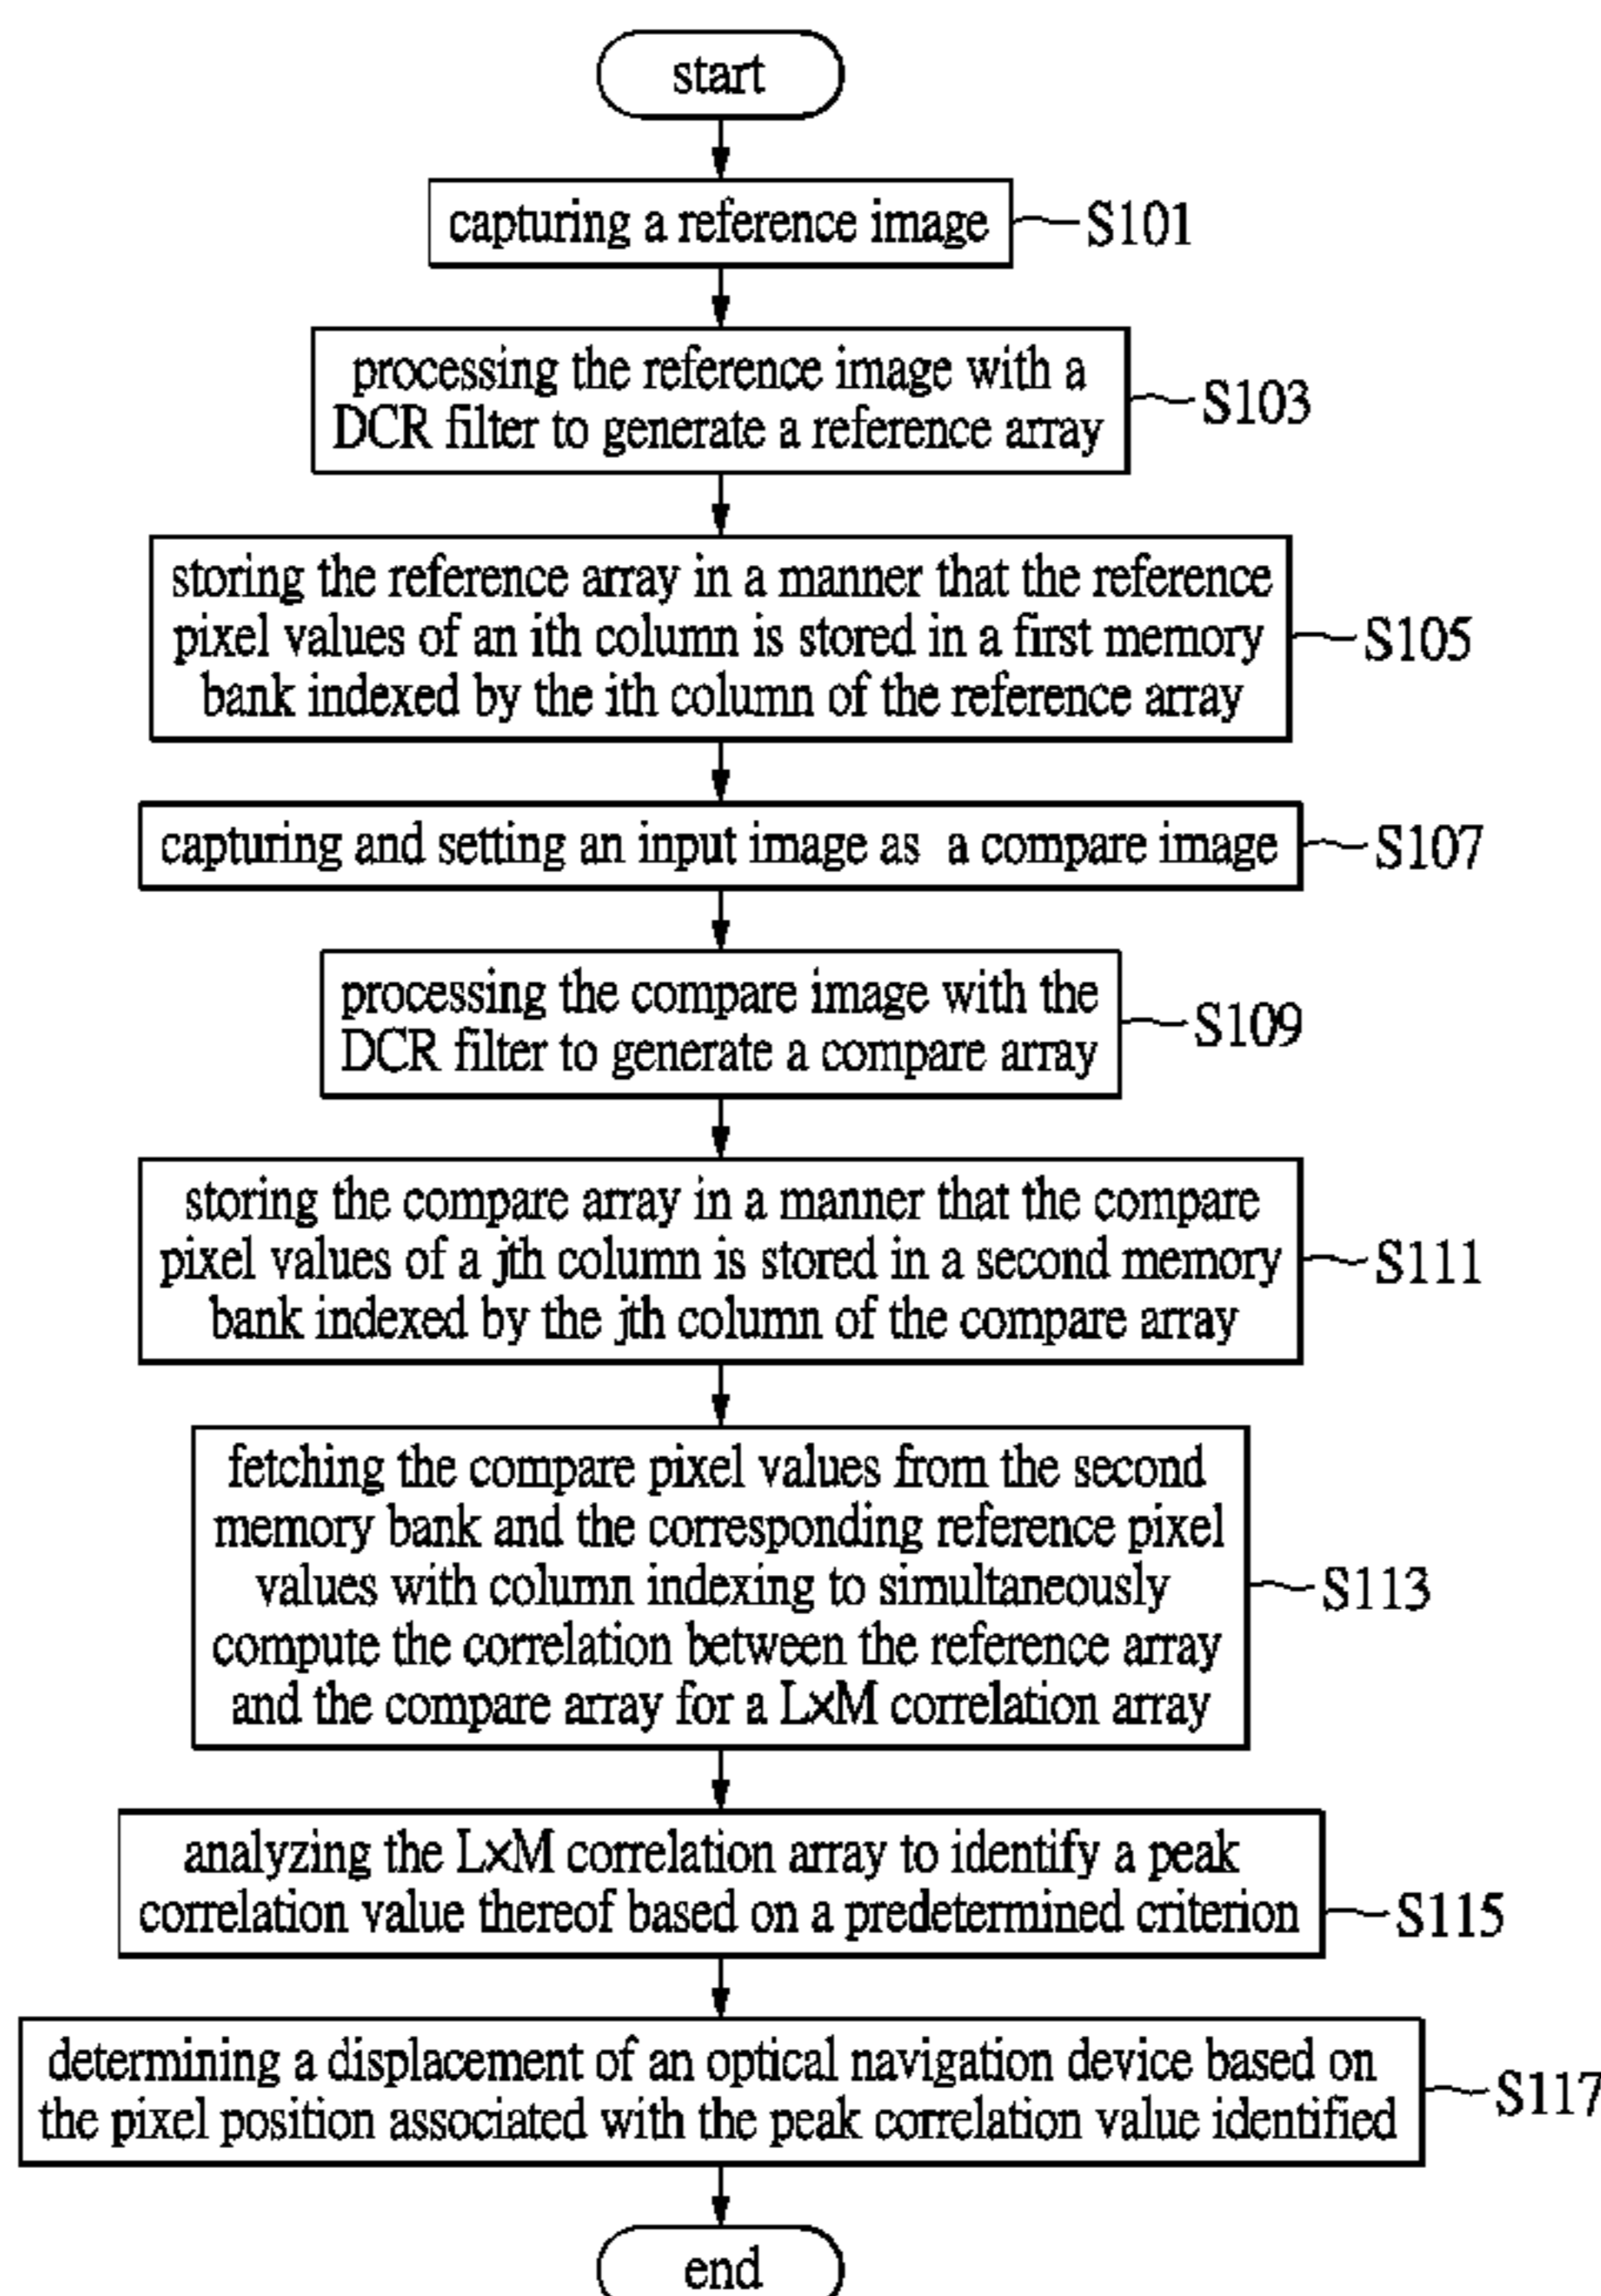 start
capturing a reference image
S101
processing the reference image with a
DCR filter to generate a reference array
S103
storing the reference array in a manner that the reference
pixel values of an ith column is stored in a first memory
bank indexed by the ith column of the reference array
S105
capturing and setting an input image as a compare image
S107
processing the compare image with the
DCR filter to generate a compare array
S109
storing the compare array in a manner that the compare
pixel values of a jth column is stored in a second memory
bank indexed by the jth column of the compare array
S111
fetching the compare pixel values from the second
memory bank and the corresponding reference pixel
values with column indexing to simultaneously
compute the correlation between the reference array
and the compare array for a L×M correlation array
S113
analyzing the L×M correlation array to identify a peak
correlation value thereof based on a predetermined criterion
S115
determining a displacement of an optical navigation device based on
the pixel position associated with the peak correlation value identified
S117
end